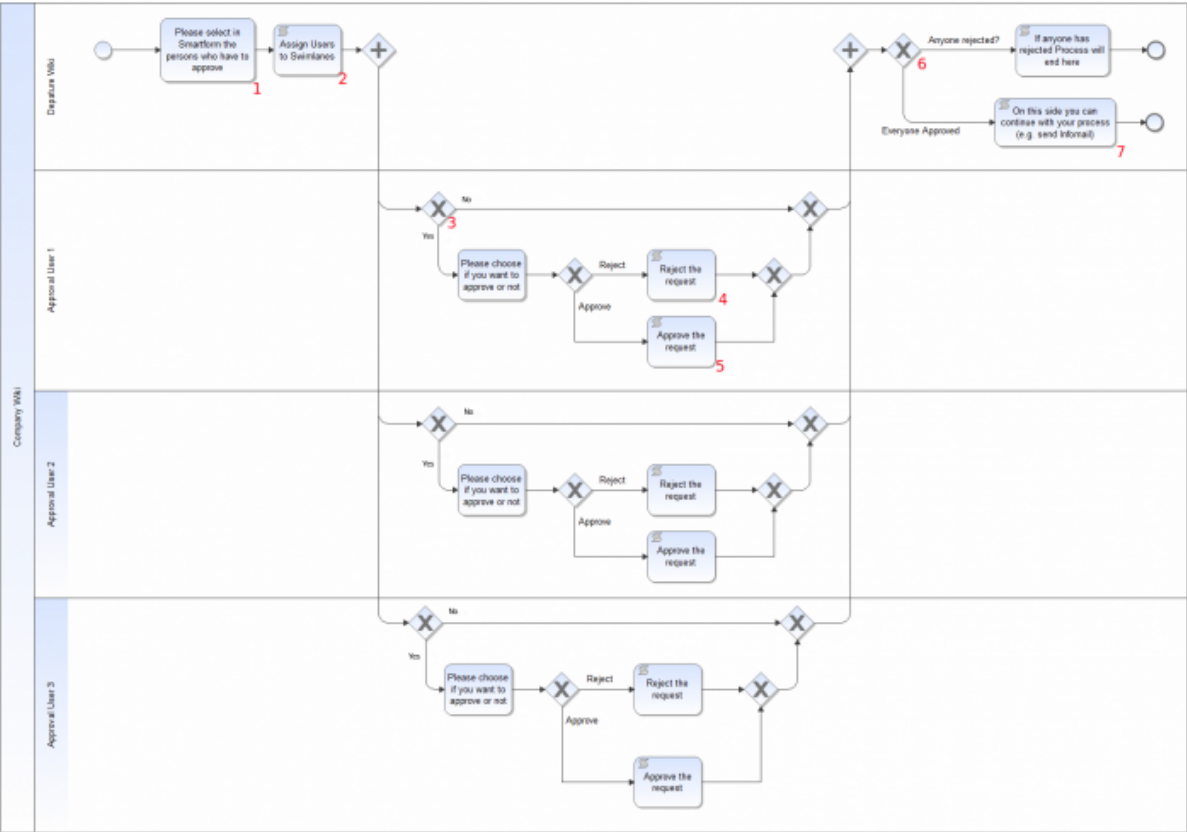 Company Wiki
Depature Wiki
Please select in
Smartform the
persons who have to
approve
1
Assign Users
to Swimlanes
2
Anyone rejected?
6
If anyone has
rejected Process will
end here
Everyone Approved
On this side you can
continue with your process
(e.g. send Infomail)
7
Approval User 1
No
3
Yes
Please choose
if you want to
approve or not
Reject
Reject the
request
4
Approve
Approve the
request
5
Approval User 2
No
Yes
Please choose
if you want to
approve or not
Reject
Reject the
request
Approve
Approve the
request
Approval User 3
No
Yes
Please choose
if you want to
approve or not
Reject
Reject the
request
Approve
Approve the
request